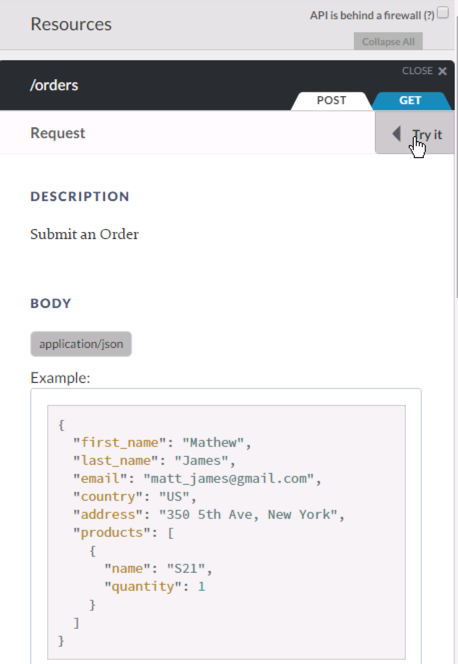 Resources
API is behind a firewall (?)
Collapse All
CLOSE ×
/orders
POST
GET
Request
Try it
DESCRIPTION
Submit an Order
BODY
application/json
Example:
{
"first_name": "Mathew",
"last_name": "James",
"email": "matt_james@gmail.com",
"country": "US",
"address": "350 5th Ave, New York",
"products": [
{
"name": "S21",
"quantity": 1
}
]
}